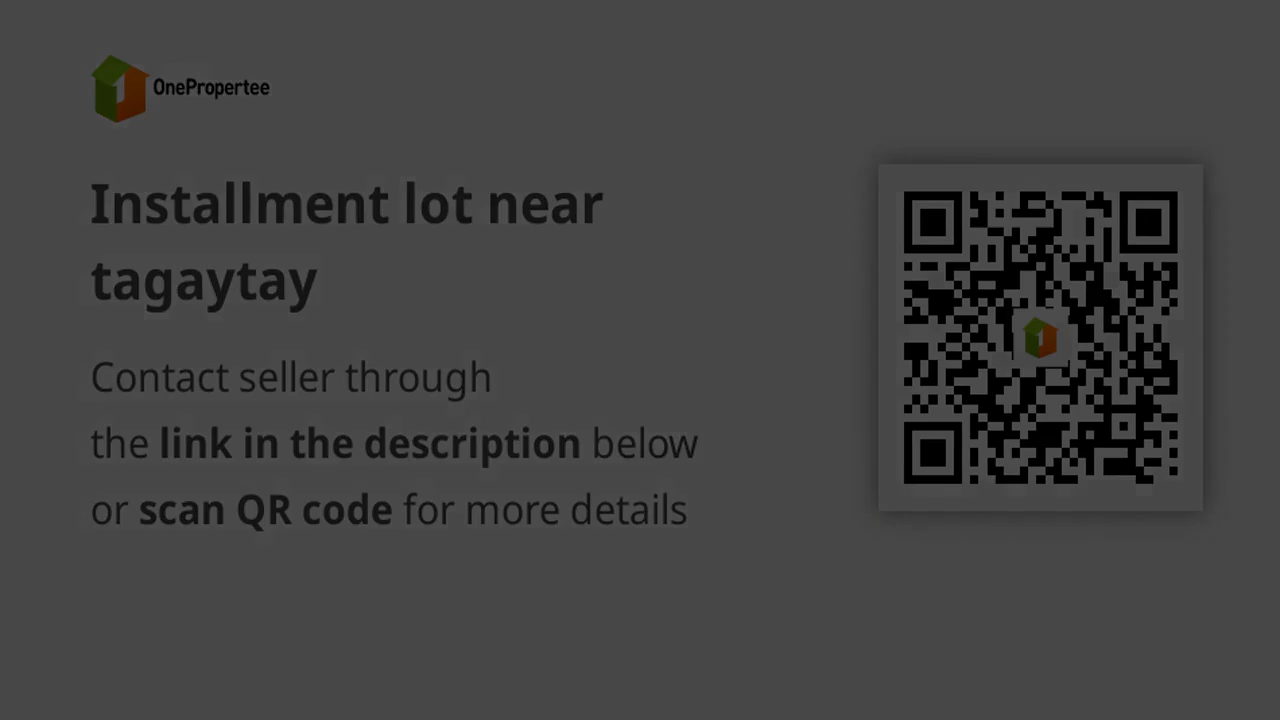 OnePropertee
Installment lot near
tagaytay
Contact seller through
the link in the description below
or scan QR code for more details